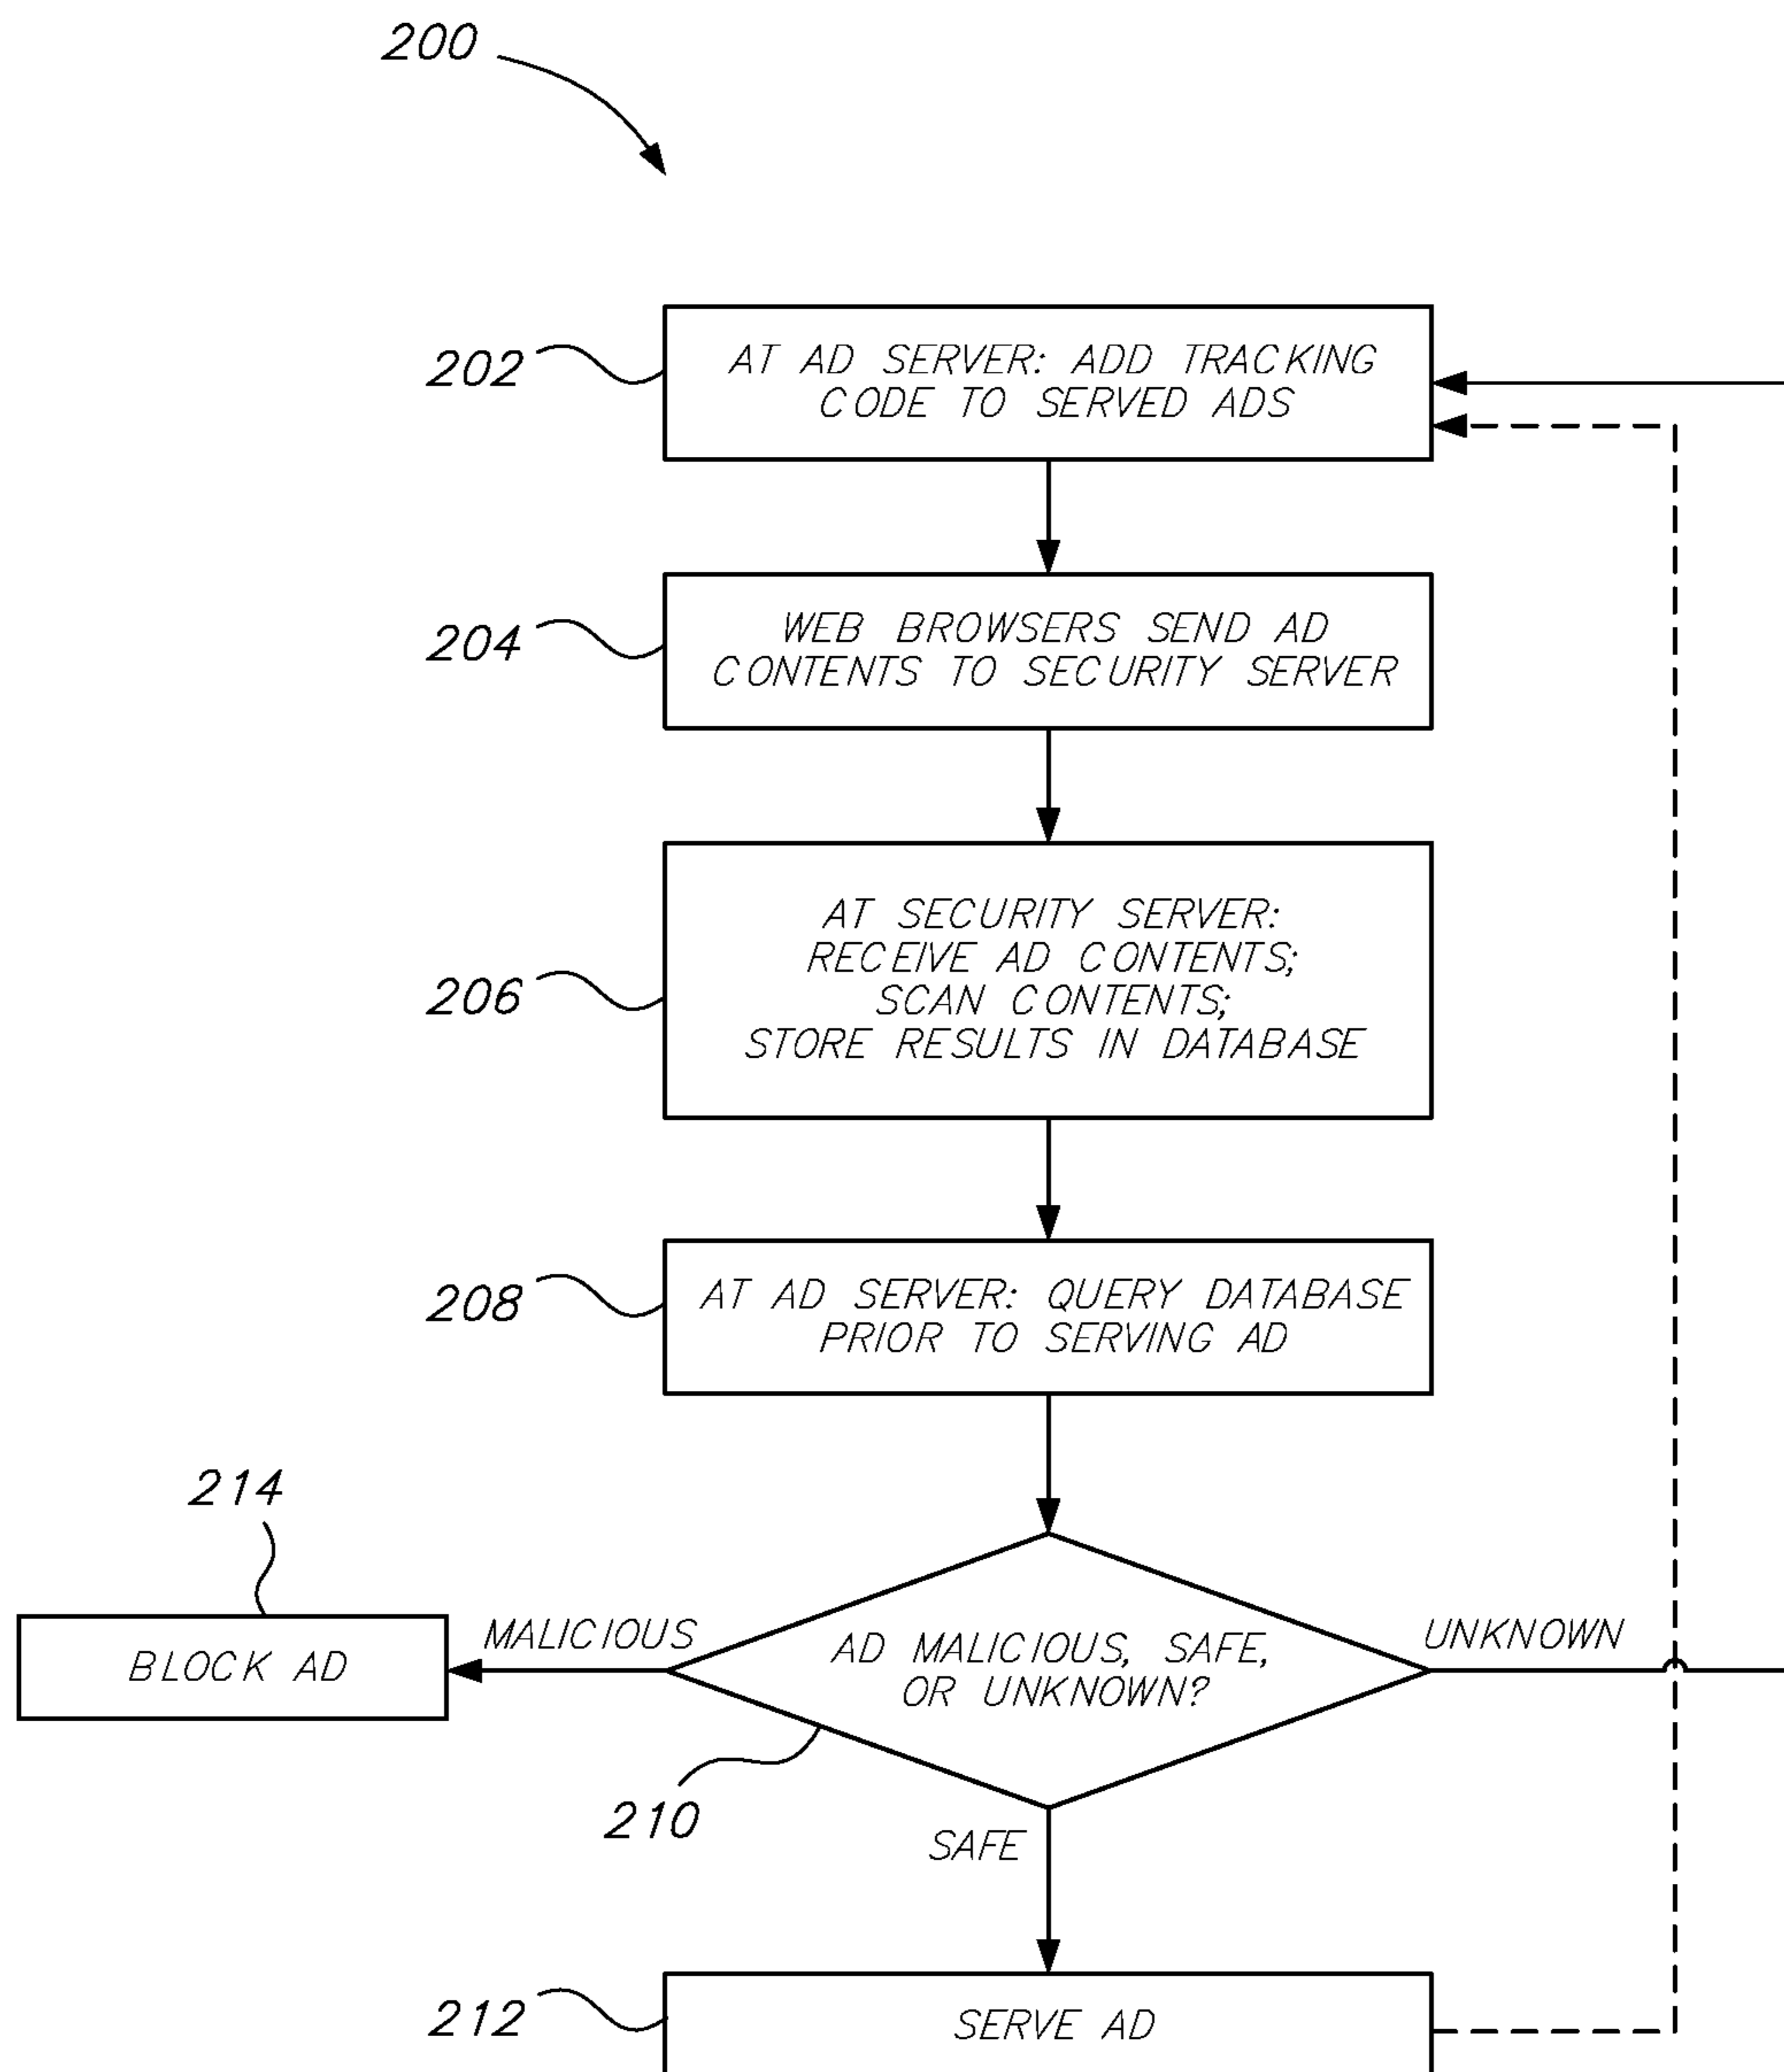 200
202
AT AD SERVER: ADD TRACKING
CODE TO SERVED ADS
204
WEB BROWSERS SEND AD
CONTENTS TO SECURITY SERVER
206
AT SECURITY SERVER:
RECEIVE AD CONTENTS;
SCAN CONTENTS;
STORE RESULTS IN DATABASE
208
AT AD SERVER: QUERY DATABASE
PRIOR TO SERVING AD
214
BLOCK AD
MALICIOUS
AD MALICIOUS, SAFE,
OR UNKNOWN?
UNKNOWN
210
SAFE
212
SERVE AD